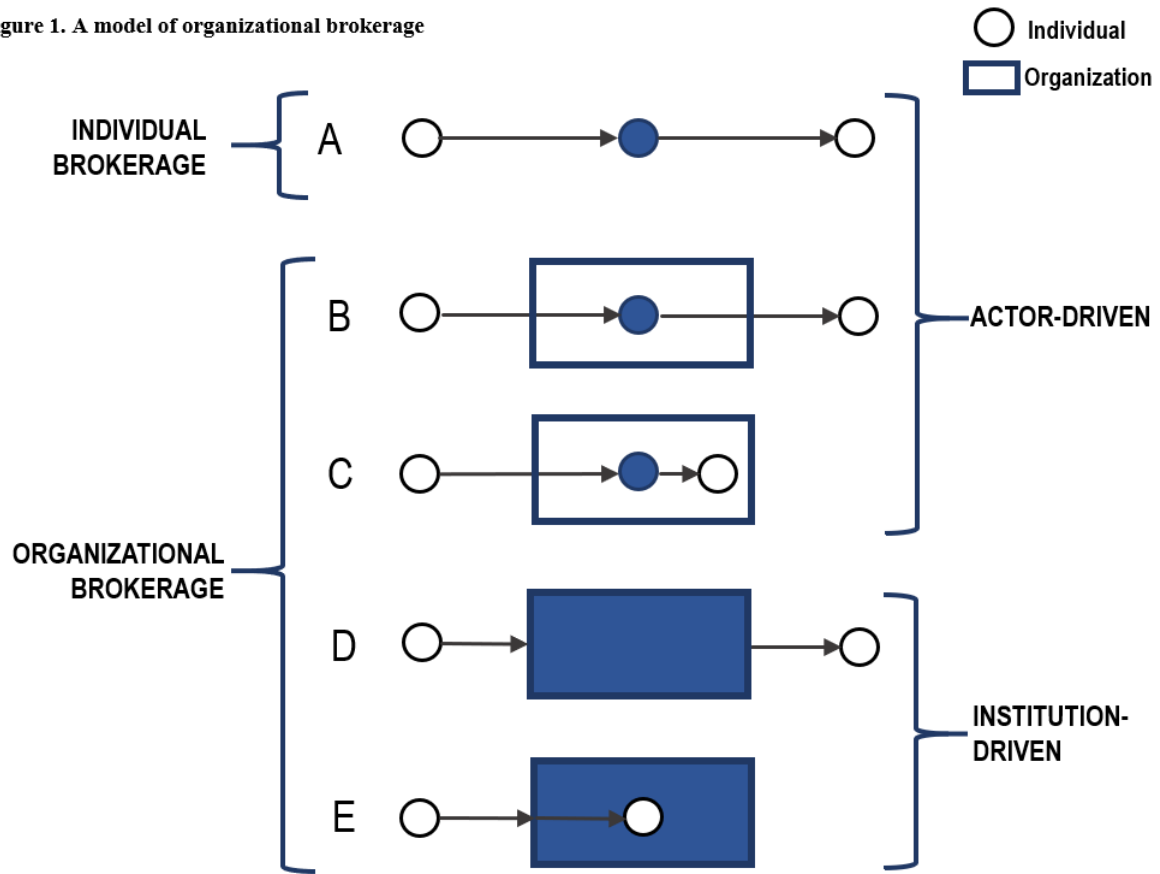 gure 1. A model of organizational brokerage
Individual
Organization
INDIVIDUAL
BROKERAGE
A
B
ACTOR-DRIVEN
C
ORGANIZATIONAL
BROKERAGE
D
INSTITUTION-
DRIVEN
E